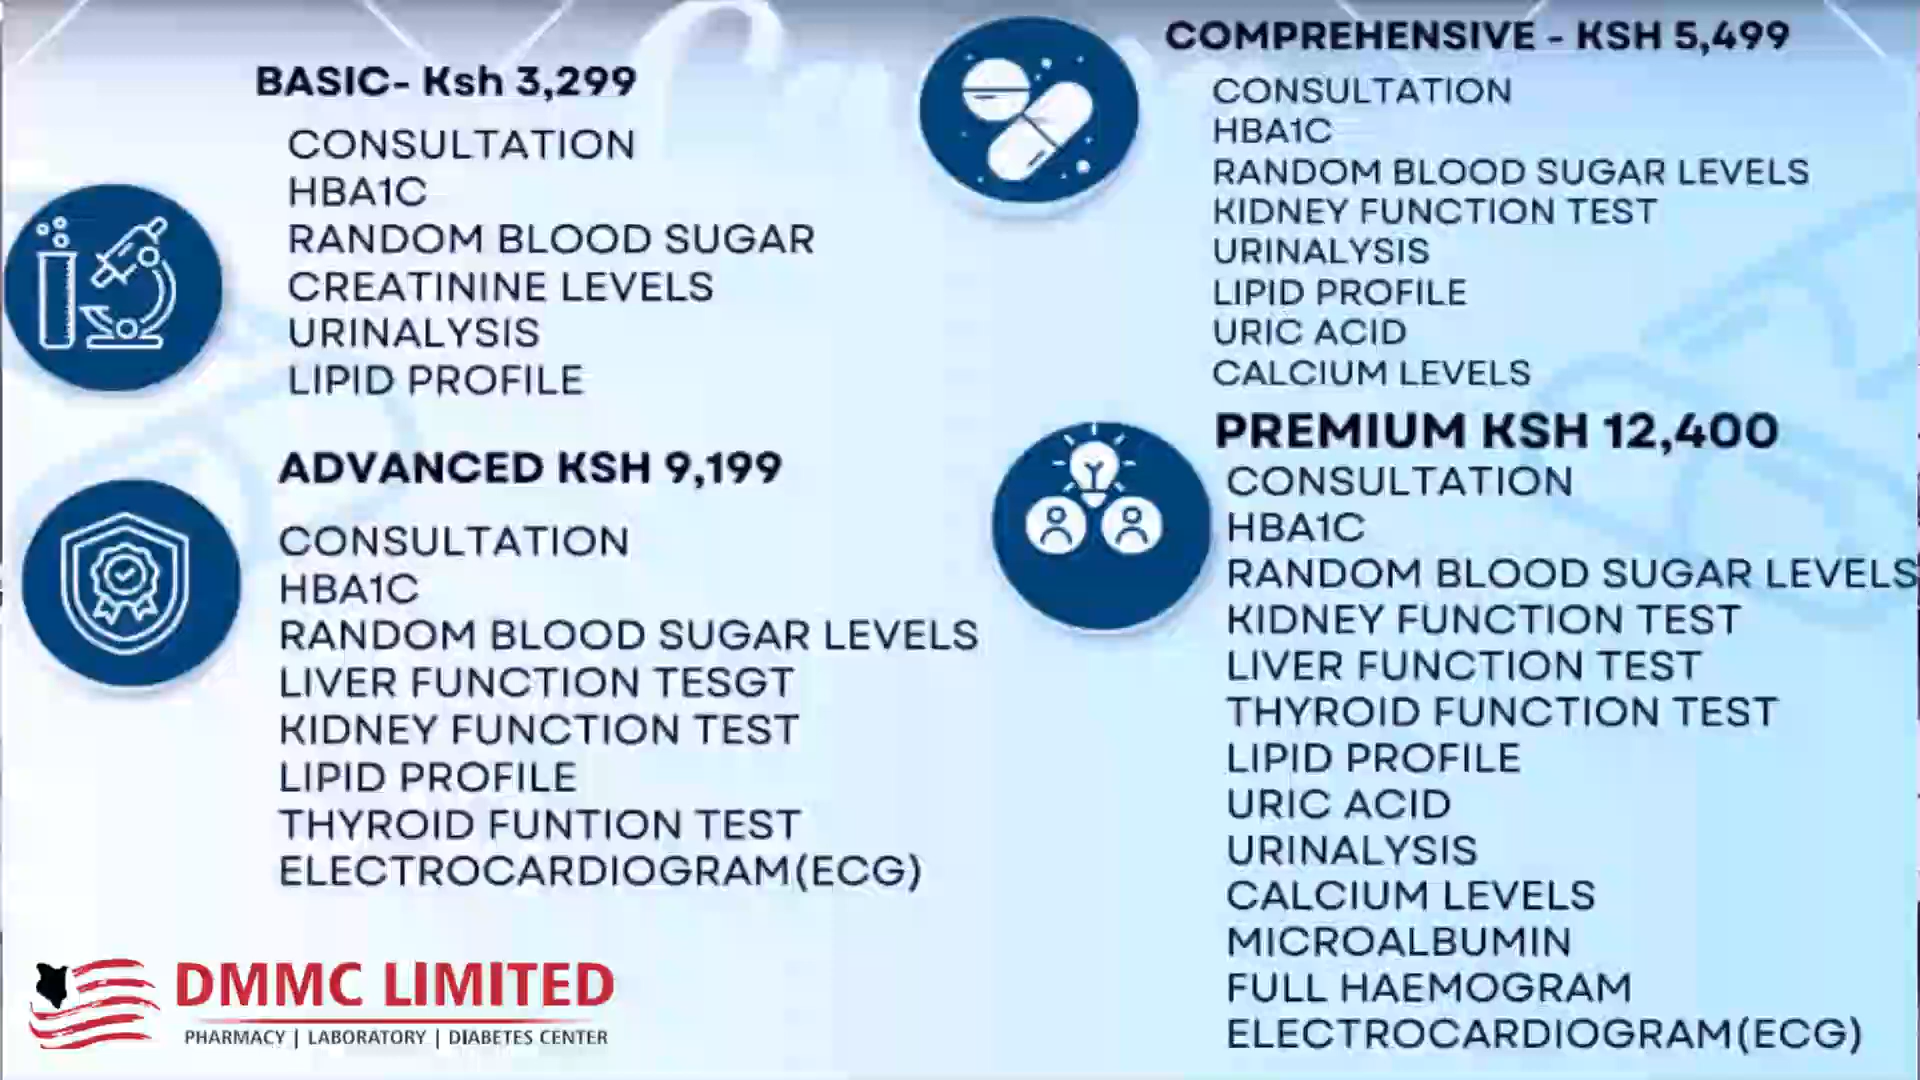 BASIC- Ksh 3,299
CONSULTATION
HBA1C
RANDOM BLOOD SUGAR
CREATININE LEVELS
URINALYSIS
LIPID PROFILE
COMPREHENSIVE - KSH 5,499
CONSULTATION
HBA1C
RANDOM BLOOD SUGAR LEVELS
KIDNEY FUNCTION TEST
URINALYSIS
LIPID PROFILE
URIC ACID
CALCIUM LEVELS
ADVANCED KSH 9,199
CONSULTATION
HBA1C
RANDOM BLOOD SUGAR LEVELS
LIVER FUNCTION TESGT
KIDNEY FUNCTION TEST
LIPID PROFILE
THYROID FUNTION TEST
ELECTROCARDIOGRAM(ECG)
PREMIUM KSH 12,400
CONSULTATION
HBA1C
RANDOM BLOOD SUGAR LEVELS
KIDNEY FUNCTION TEST
LIVER FUNCTION TEST
THYROID FUNCTION TEST
LIPID PROFILE
URIC ACID
URINALYSIS
CALCIUM LEVELS
MICROALBUMIN
FULL HAEMOGRAM
ELECTROCARDIOGRAM(ECG)
DMMC LIMITED
PHARMACY | LABORATORY | DIABETES CENTER